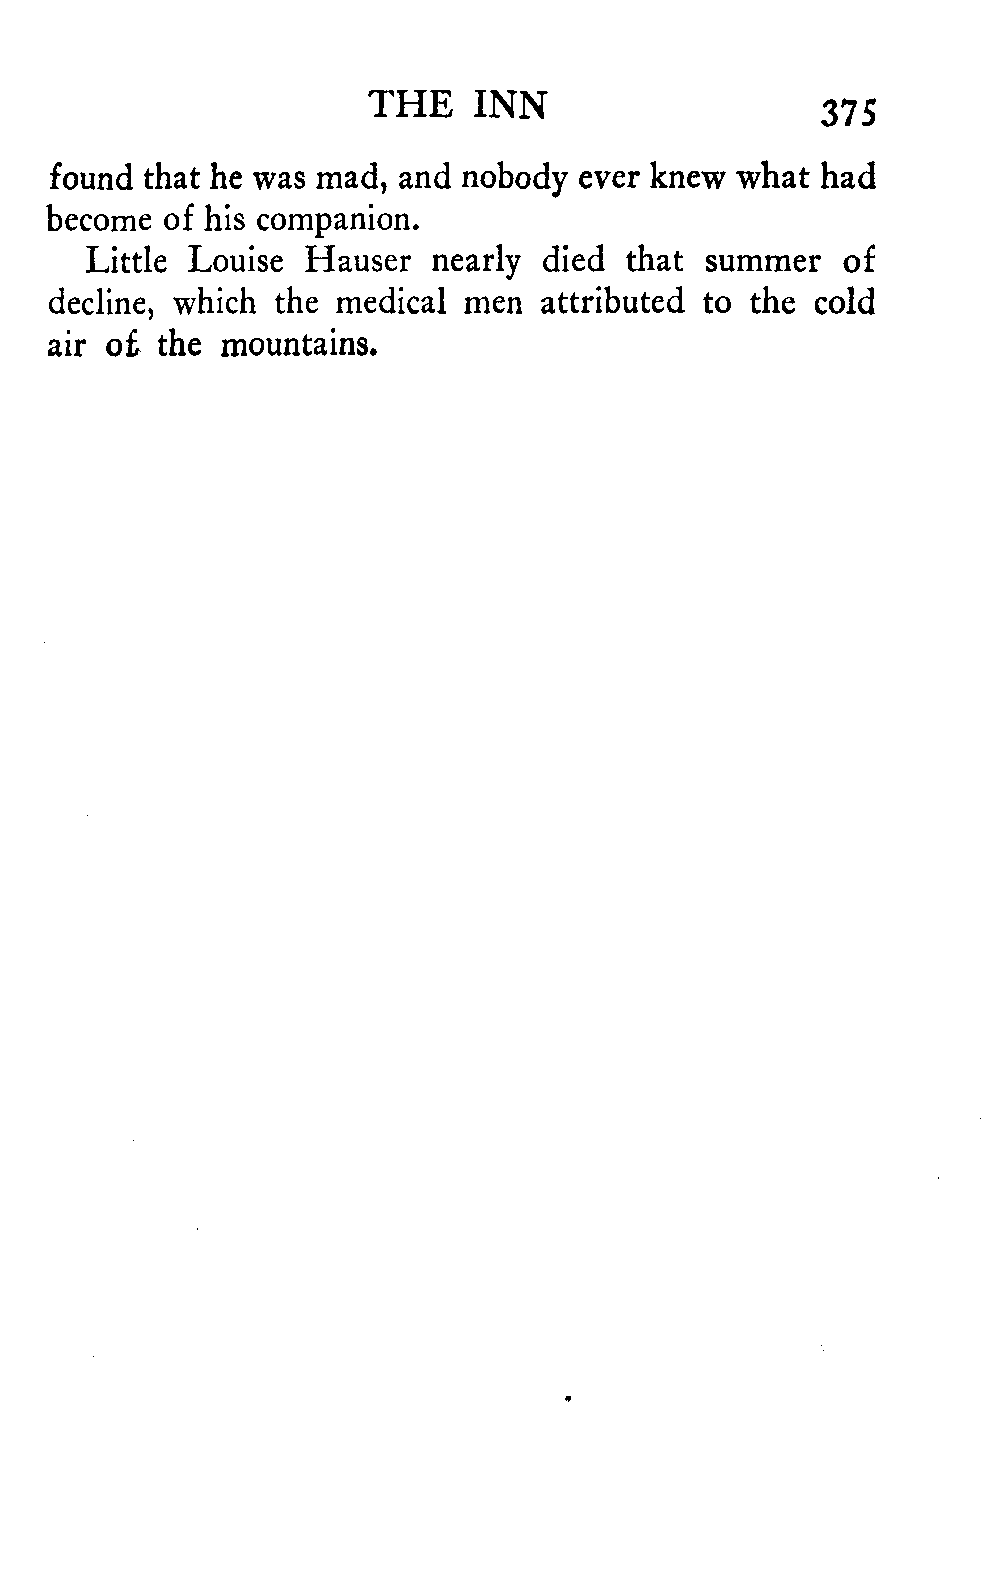 THE INN 375
found that he was mad, and nobody ever knew what had
become of his companion.
Little Louise Hauser nearly died that summer of
decline, which the medical men attributed to the cold
air of the mountains.